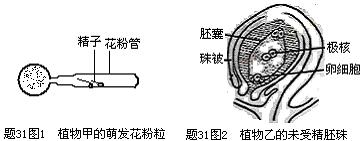 精子 花粉管
胚囊
珠被
极核
卵细胞
题31图1 植物甲的萌发花粉粒
题31图2 植物乙的未受精胚珠